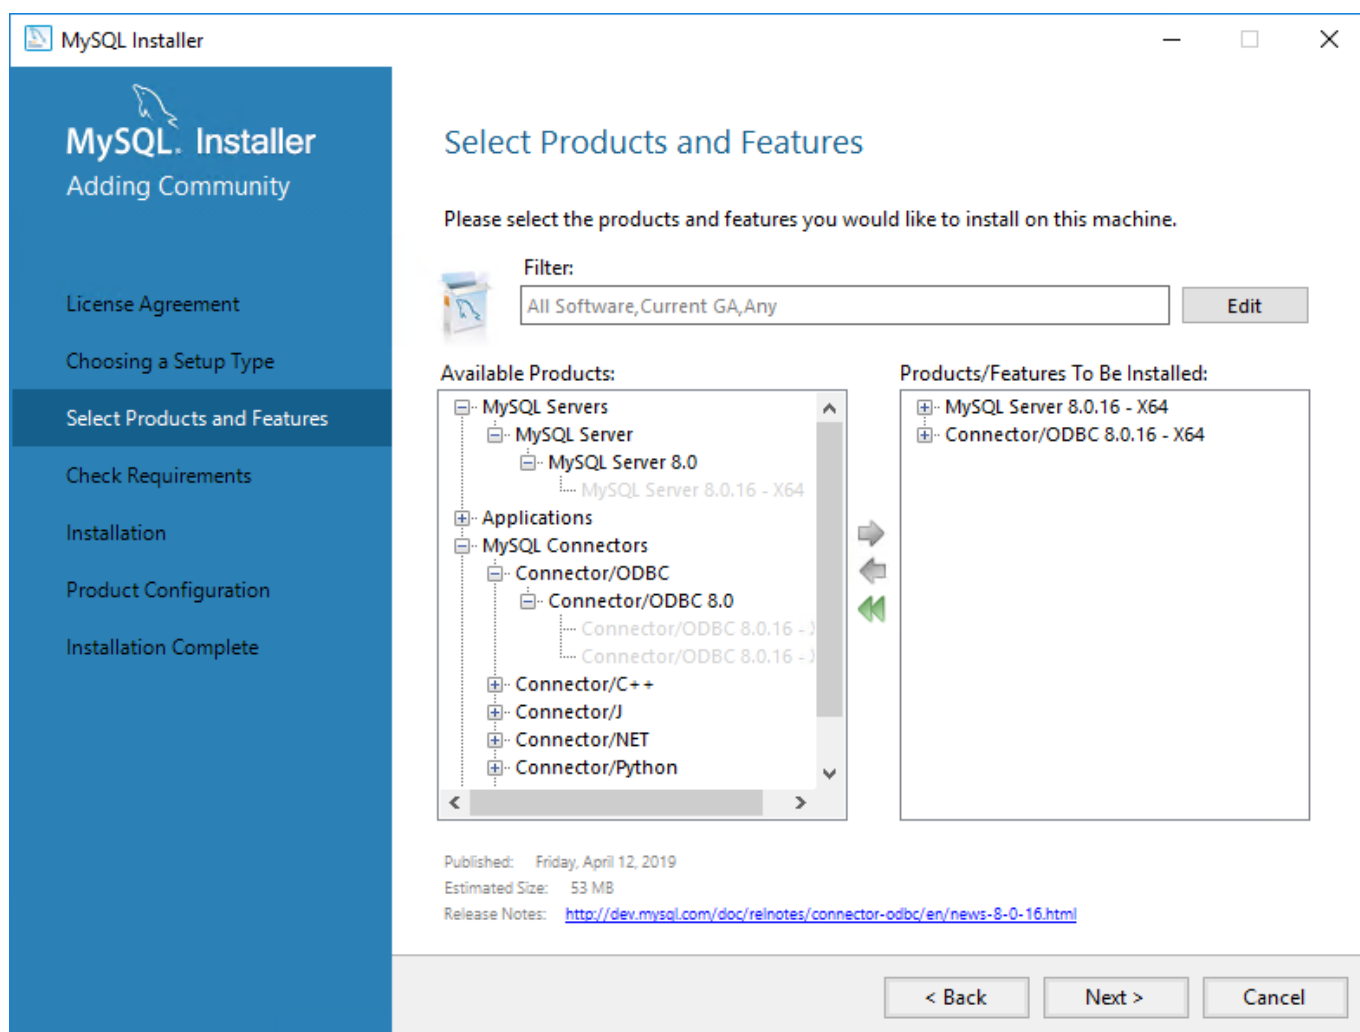 MySQL Installer
MySQL. Installer
Adding Community
License Agreement
Choosing a Setup Type
Select Products and Features
Check Requirements
Installation
Product Configuration
Installation Complete
Select Products and Features
Please select the products and features you would like to install on this machine.
Filter:
All Software,Current GA,Any
Edit
Available Products:
MySQL Servers
MySQL Server
MySQL Server 8.0
MySQL Server 8.0.16 - X64
Applications
MySQL Connectors
Connector/ODBC
Connector/ODBC 8.0
Connector/ODBC 8.0.16 -
Connector/ODBC 8.0.16 -
Connector/C++
Connector/J
Connector/NET
Connector/Python
Products/Features To Be Installed:
MySQL Server 8.0.16 - X64
Connector/ODBC 8.0.16 - X64
Published: Friday, April 12, 2019
Estimated Size: 53 MB
Release Notes: http://dev.mysql.com/doc/relnotes/connector-odbc/en/news-8-0-16.html
< Back
Next >
Cancel